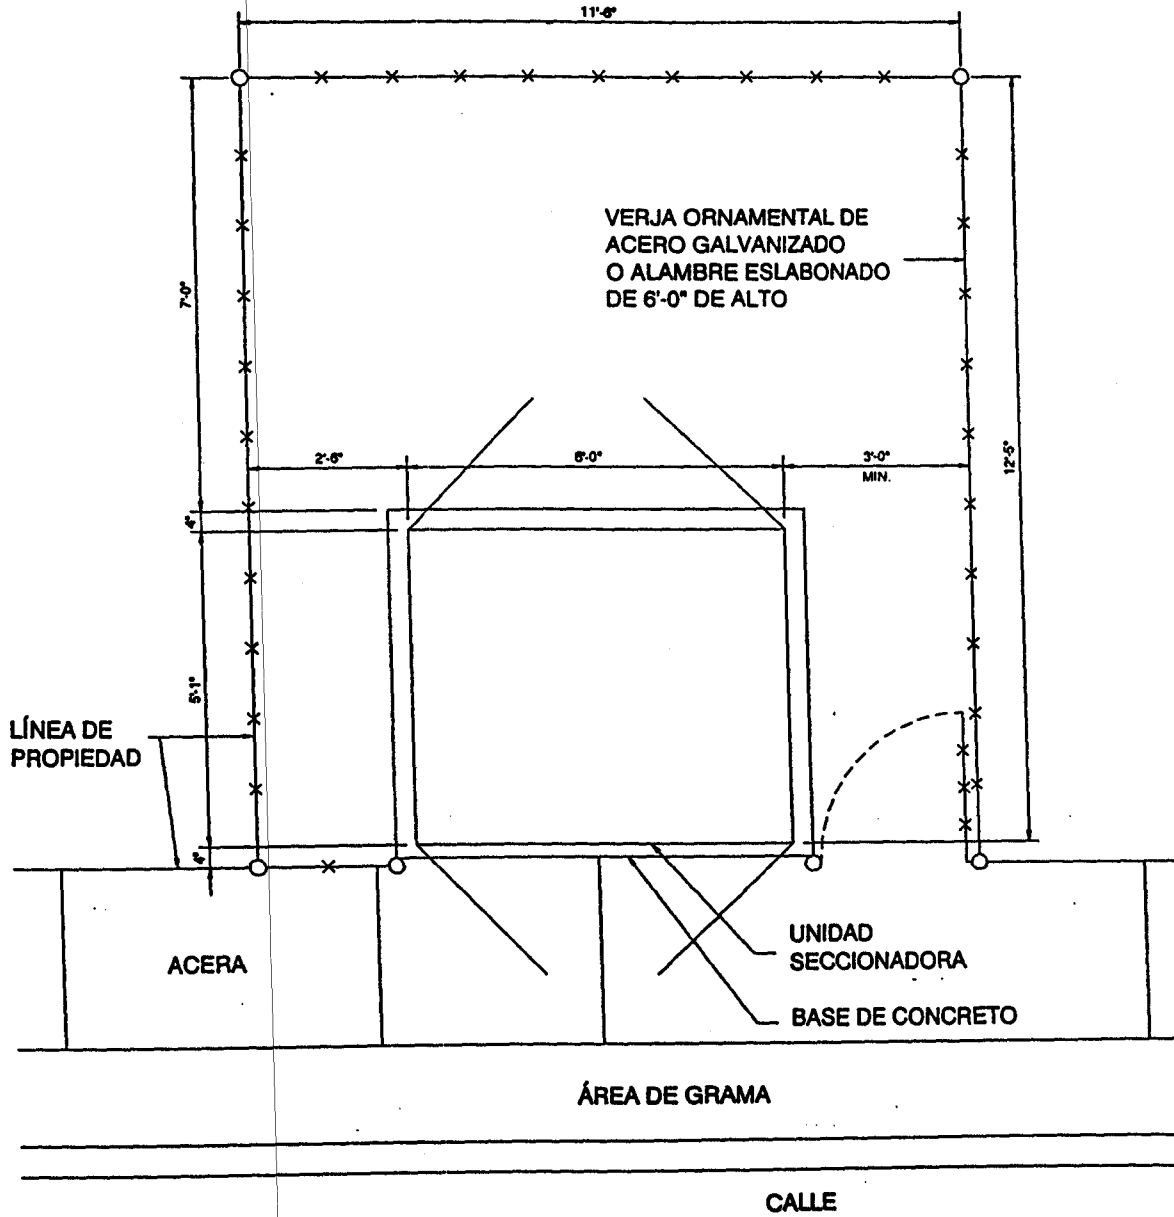 11'-6"
VERJA ORNAMENTAL DE
ACERO GALVANIZADO
O ALAMBRE ESLABONADO
DE 6'-0" DE ALTO
7'-0"
2'-6"
6'-0"
3'-0"
MIN.
12'-5"
4"
5'-1"
LÍNEA DE
PROPIEDAD
4"
UNIDAD
SECCIONADORA
ACERA
BASE DE CONCRETO
ÁREA DE GRAMA
CALLE